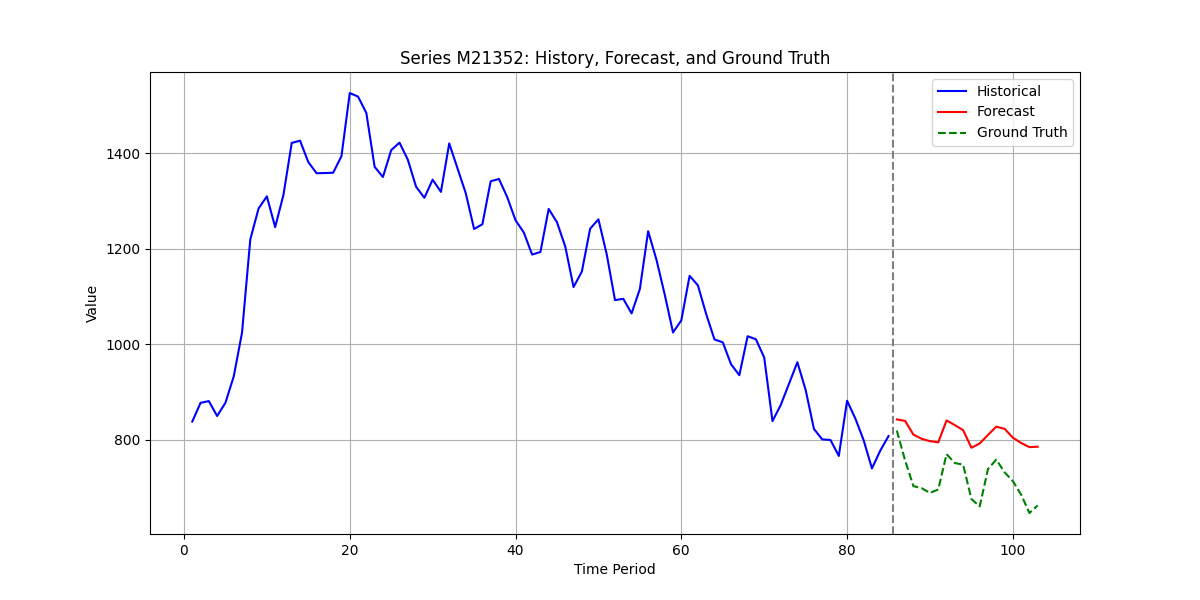 Series M21352: History, Forecast, and Ground Truth
Historical
Forecast
Ground Truth
Value
1400
1200
1000
800
0 20 40 60 80 100
Time Period